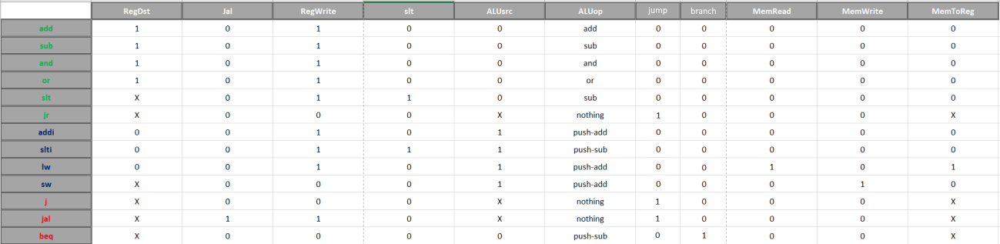 RegDst Jal RegWrite slt ALUsrc ALUop jump branch MemRead MemWrite MemToReg
add 1 0 1 0 0 add 0 0 0 0 0
sub 1 0 1 0 0 sub 0 0 0 0 0
and 1 0 1 0 0 and 0 0 0 0 0
or 1 0 1 0 0 or 0 0 0 0 0
slt X 0 1 1 0 sub 0 0 0 0 0
jr X 0 0 0 X nothing 1 0 0 0 X
addi 0 0 1 0 1 push-add 0 0 0 0 0
slti 0 0 1 1 1 push-sub 0 0 0 0 0
lw 0 0 1 0 1 push-add 0 0 1 0 1
sw X 0 0 0 1 push-add 0 0 0 1 0
j X 0 0 0 X nothing 1 0 0 0 X
jal X 1 1 0 X nothing 1 0 0 0 X
beq X 0 0 0 0 push-sub 0 1 0 0 X